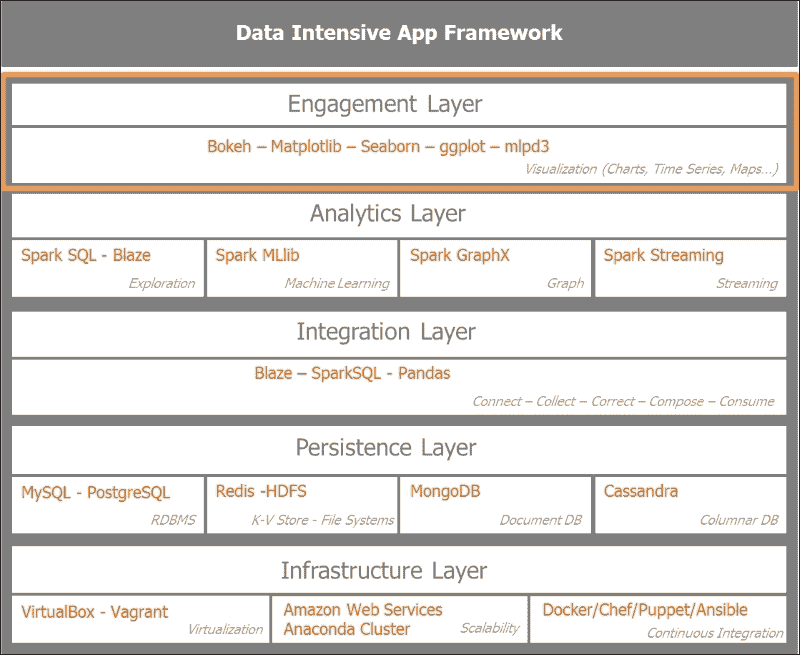 Data Intensive App Framework
Engagement Layer
Bokeh – Matplotlib – Seaborn – ggplot – mlpd3
Visualization (Charts, Time Series, Maps...)
Analytics Layer
Spark SQL - Blaze
Exploration
Spark MLlib
Machine Learning
Spark GraphX
Graph
Spark Streaming
Streaming
Integration Layer
Blaze – SparkSQL - Pandas
Connect – Collect – Correct – Compose – Consume
Persistence Layer
MySQL - PostgreSQL
RDBMS
Redis -HDFS
K-V Store - File Systems
MongoDB
Document DB
Cassandra
Columnar DB
Infrastructure Layer
VirtualBox - Vagrant
Virtualization
Amazon Web Services
Anaconda Cluster
Scalability
Docker/Chef/Puppet/Ansible
Continuous Integration